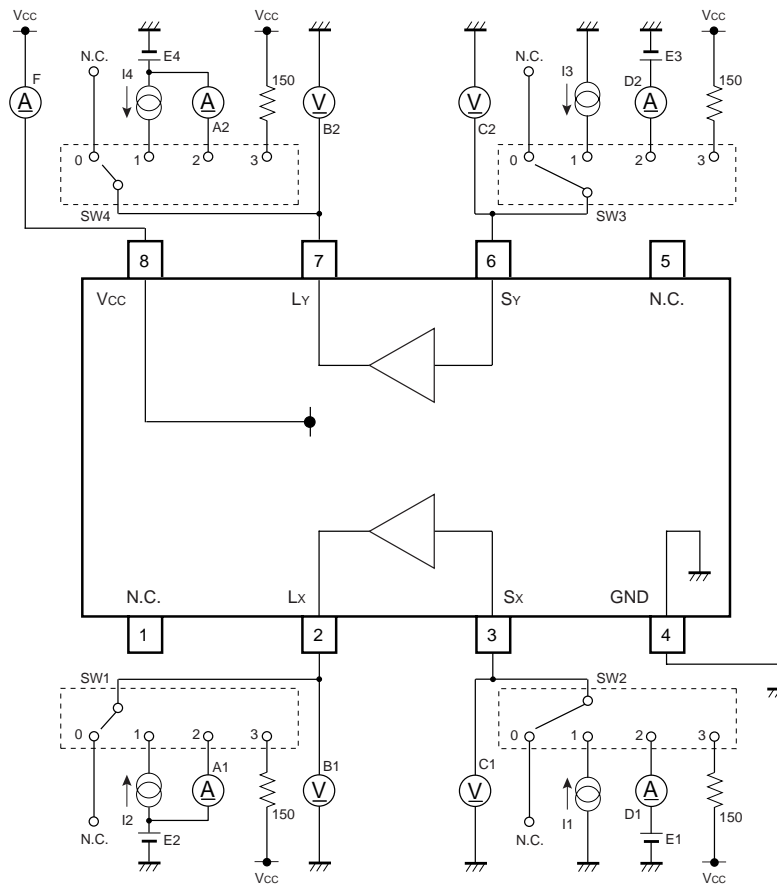 Vcc Vcc Vcc
F N.C. E4 150 N.C. I3 E3 150
I4 A A V V D2 A
A A2 B2 C2
0 1 2 3 0 1 2 3
SW4 SW3
8 7 6 5
Vcc LY SY N.C.
N.C. LX SX GND
1 2 3 4
SW1 SW2
0 1 2 3 0 1 2 3
A1 B1 C1
A V V A
I2 150 I1 D1 150
N.C. E2 N.C. E1
Vcc Vcc